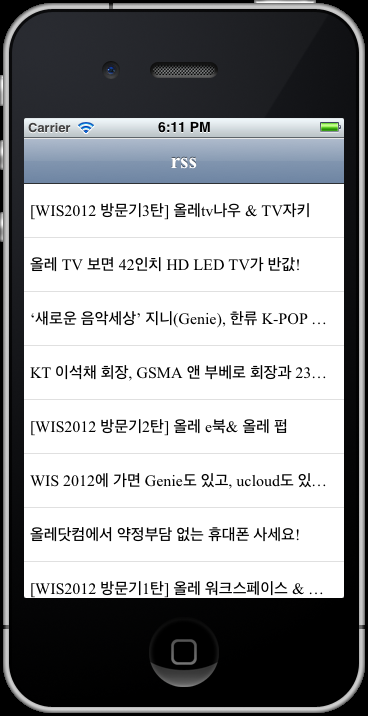 Carrier 6:11 PM
rss
[WIS2012 방문기3탄] 올레tv나우 & TV자키
올레 TV 보면 42인치 HD LED TV가 반값!
‘새로운 음악세상’ 지니(Genie), 한류 K-POP …
KT 이석채 회장, GSMA 앤 부베로 회장과 23…
[WIS2012 방문기2탄] 올레 e북& 올레 펍
WIS 2012에 가면 Genie도 있고, ucloud도 있…
올레닷컴에서 약정부담 없는 휴대폰 사세요!
[WIS2012 방문기1탄] 올레 워크스페이스 & …